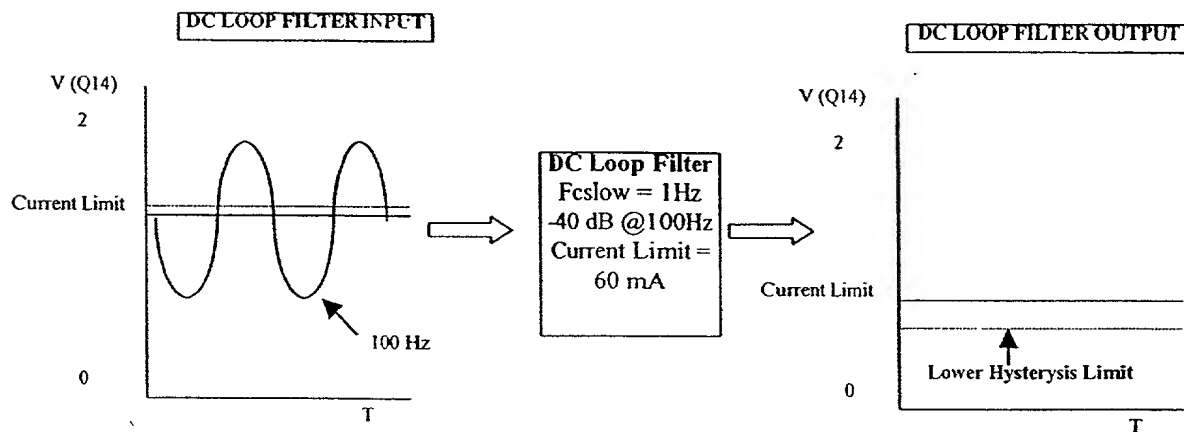 DC LOOP FILTER INPUT
V (Q14)
2
Current Limit
100 Hz
0
T
DC Loop Filter
Fcslow = 1Hz
-40 dB @100Hz
Current Limit =
60 mA
DC LOOP FILTER OUTPUT
V (Q14)
2
Current Limit
Lower Hysterysis Limit
0
T